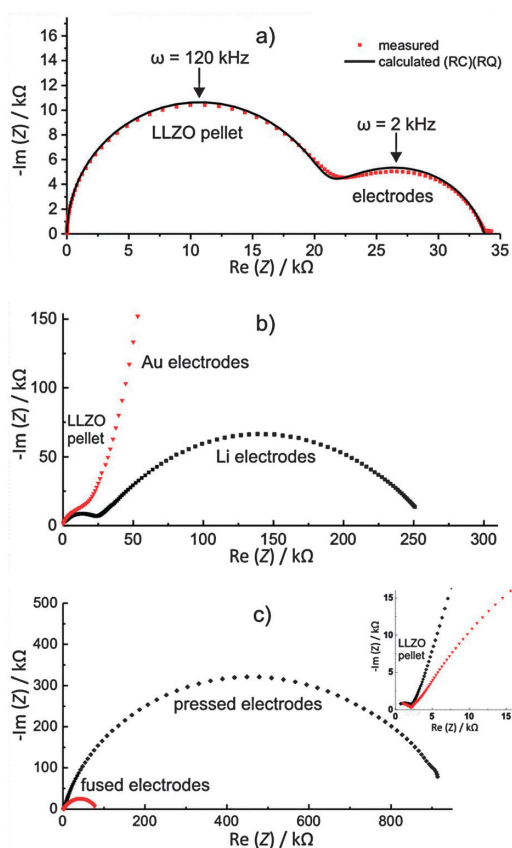 a)
measured
calculated (RC)(RQ)
ω = 120 kHz
LLZO pellet
ω = 2 kHz
electrodes
-Im (Z) / kΩ
16
14
12
10
8
6
4
2
0
0 5 10 15 20 25 30 35
Re (Z) / kΩ
b)
Au electrodes
LLZO
pellet
Li electrodes
-Im (Z) / kΩ
150
100
50
0
0 50 100 150 200 250 300
Re (Z) / kΩ
c)
pressed electrodes
fused electrodes
-Im (Z) / kΩ
500
400
300
200
100
0
0 200 400 600 800
Re (Z) / kΩ
LLZO
pellet
-Im (Z) / kΩ
15
10
5
0
0 5 10 15
Re (Z) / kΩ